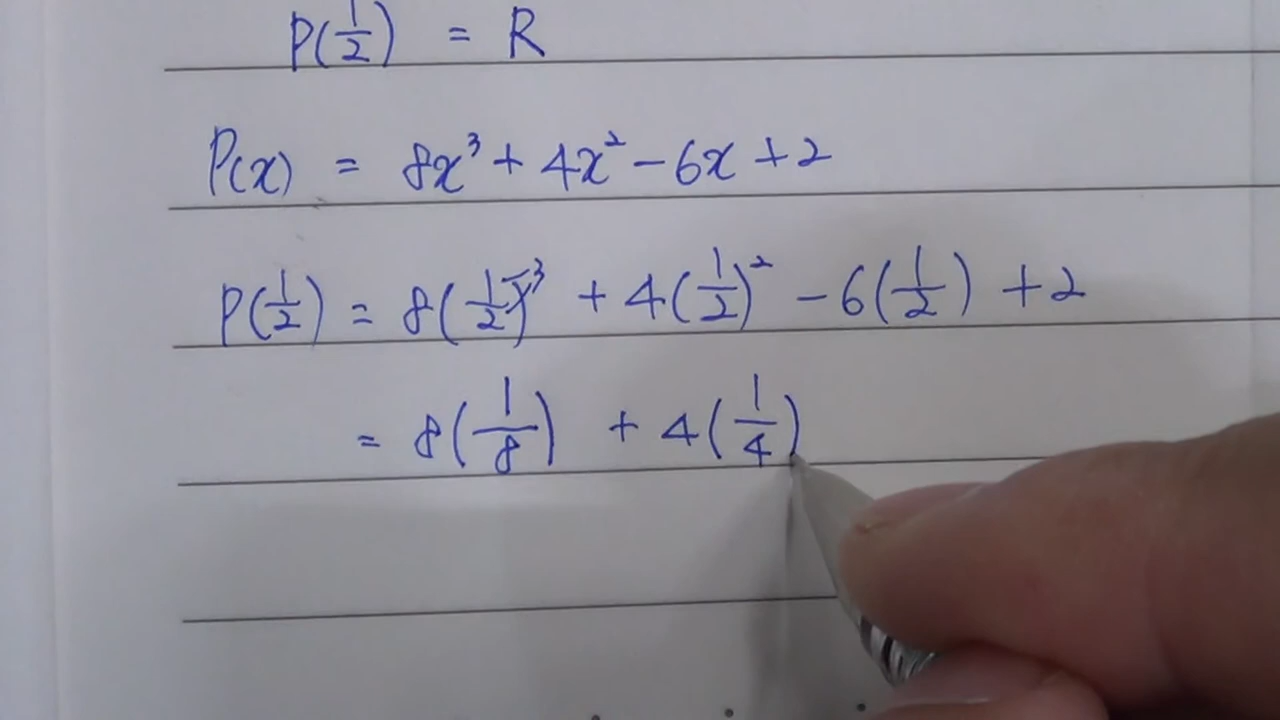 P(1/2) = R
P(x) = 8x³ + 4x² - 6x + 2
P(1/2) = 8(1/2)³ + 4(1/2)² - 6(1/2) + 2
= 8(1/8) + 4(1/4)